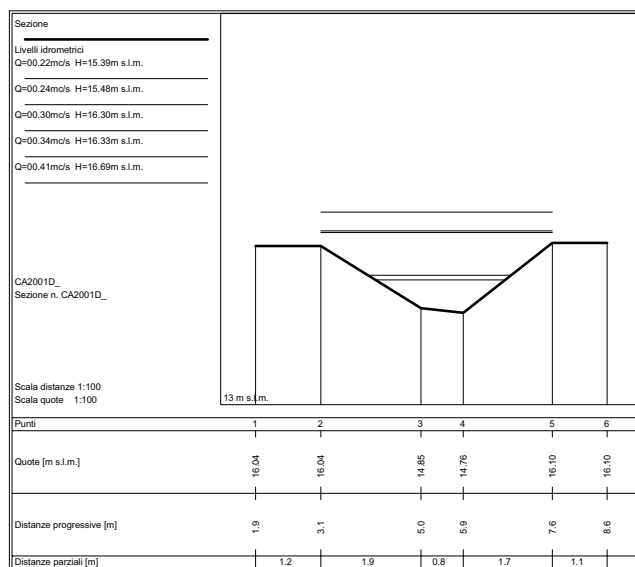 Sezione
Livelli idrometrici
Q=00.22mc/s H=15.39m s.l.m.
Q=00.24mc/s H=15.48m s.l.m.
Q=00.30mc/s H=16.30m s.l.m.
Q=00.34mc/s H=16.33m s.l.m.
Q=00.41mc/s H=16.69m s.l.m.
CA2001D_
Sezione n. CA2001D_
Scala distanze 1:100
Scala quote 1:100
13 m s.l.m.
Punti 1 2 3 4 5 6
Quote [m s.l.m.] 16.04 16.04 14.85 14.76 16.10 16.10
Distanze progressive [m] 1.9 3.1 5.0 5.9 7.6 8.6
Distanze parziali [m] 1.2 1.9 0.8 1.7 1.1